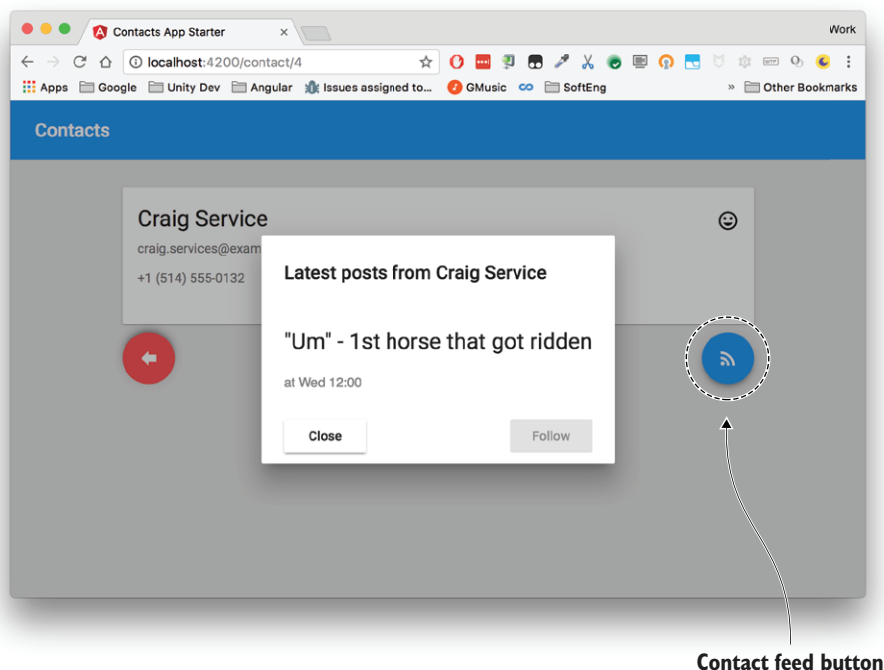 Contacts App Starter
Work
localhost:4200/contact/4
Apps Google Unity Dev Angular Issues assigned to... GMusic SoftEng » Other Bookmarks
Contacts
Craig Service
craig.services@exam
+1 (514) 555-0132
Latest posts from Craig Service
"Um" - 1st horse that got ridden
at Wed 12:00
Close Follow
Contact feed button